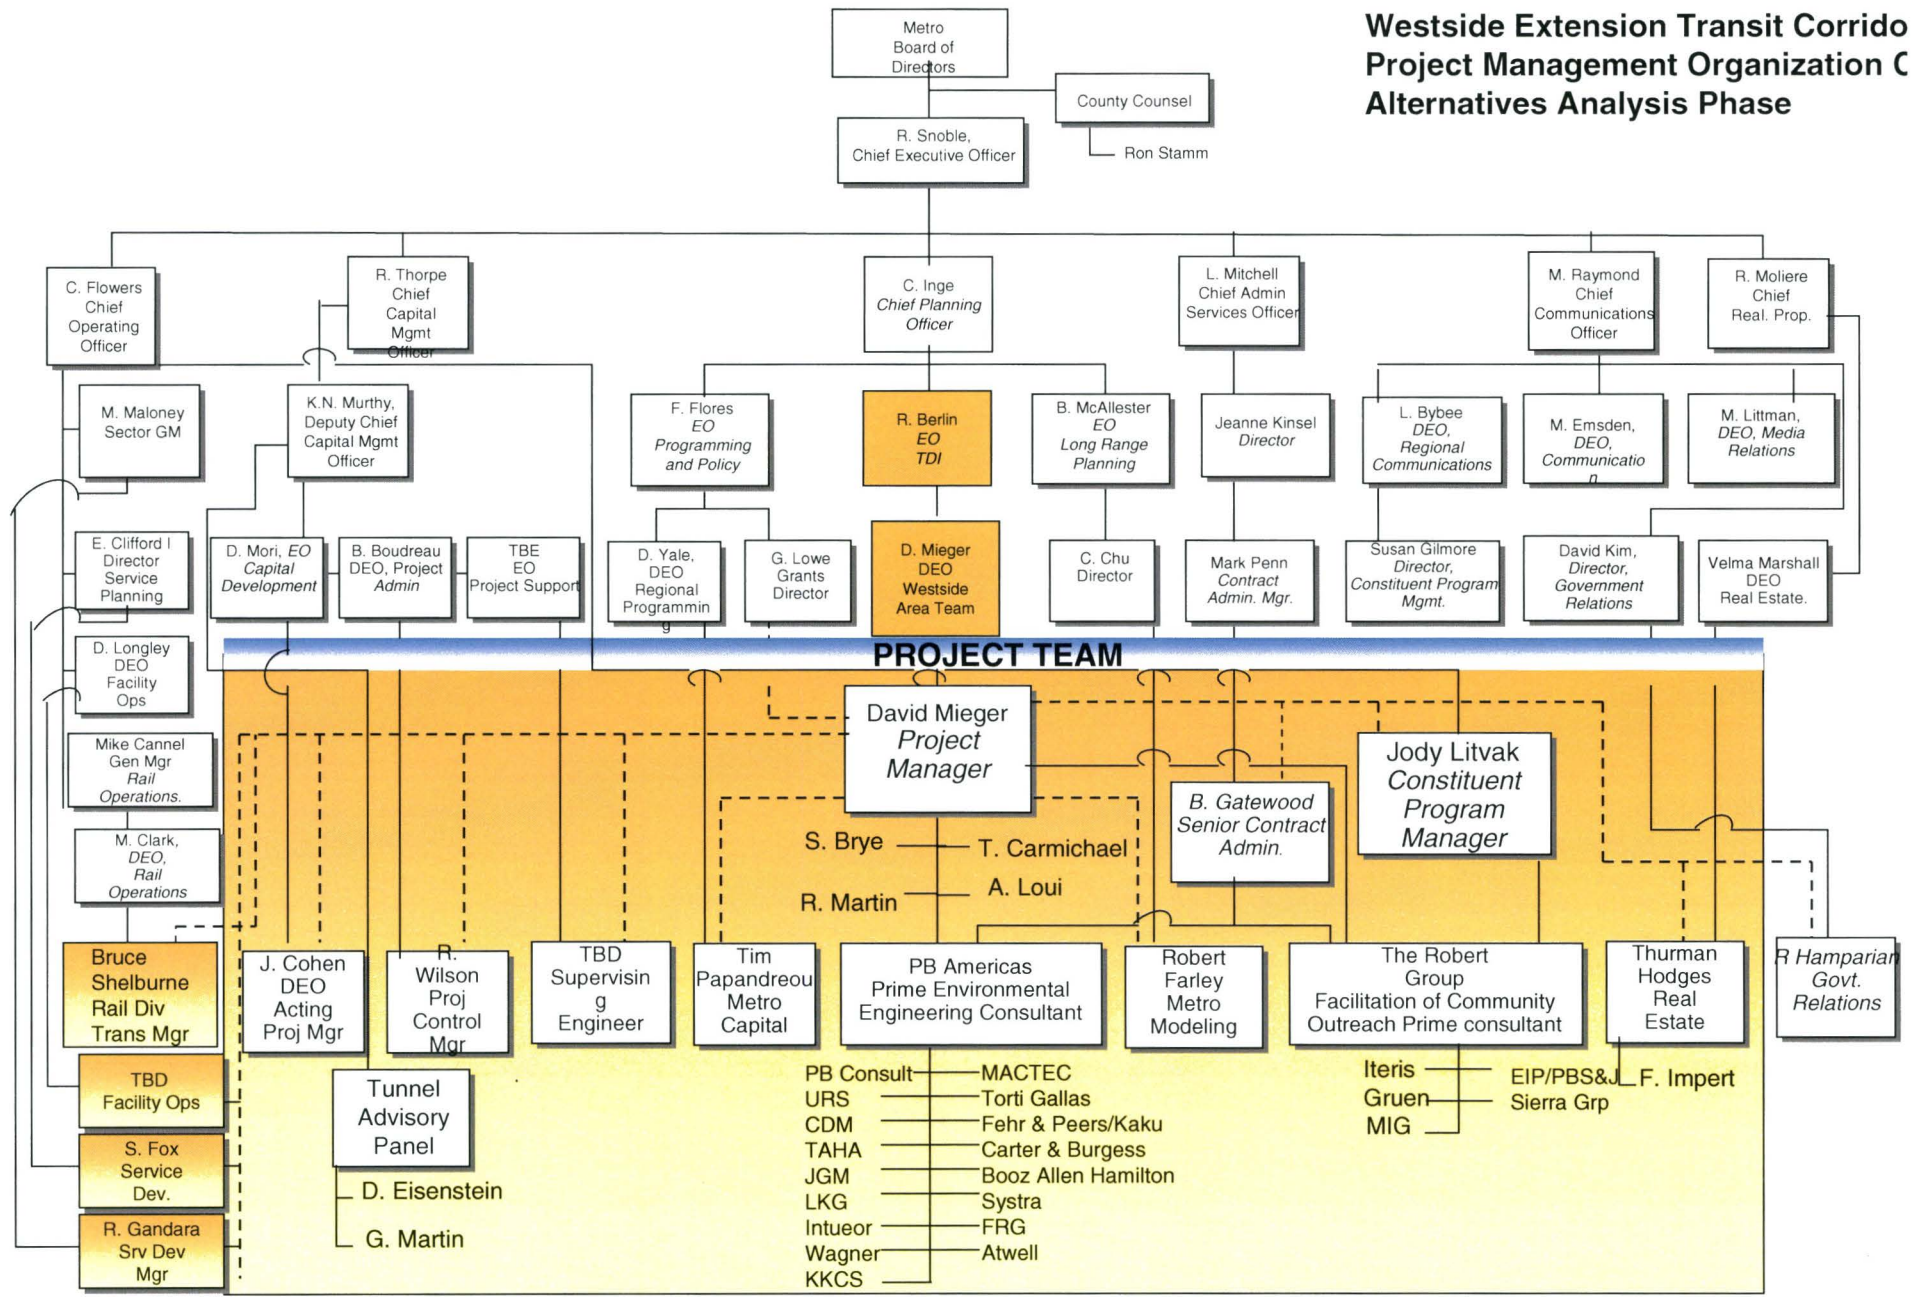 Westside Extension Transit Corrido
Project Management Organization C
Alternatives Analysis Phase
Metro
Board of
Directors
County Counsel
Ron Stamm
R. Snoble,
Chief Executive Officer
C. Flowers
Chief
Operating
Officer
R. Thorpe
Chief
Capital
Mgmt
Officer
C. Inge
Chief Planning
Officer
L. Mitchell
Chief Admin
Services Officer
M. Raymond
Chief
Communications
Officer
R. Moliere
Chief
Real. Prop.
M. Maloney
Sector GM
K.N. Murthy,
Deputy Chief
Capital Mgmt
Officer
F. Flores
EO
Programming
and Policy
R. Berlin
EO
TDI
B. McAllester
EO
Long Range
Planning
Jeanne Kinsel
Director
L. Bybee
DEO,
Regional
Communications
M. Emsden,
DEO,
Communicatio
n
M. Littman,
DEO, Media
Relations
E. Clifford I
Director
Service
Planning
D. Mori, EO
Capital
Development
B. Boudreau
DEO, Project
Admin
TBE
EO
Project Support
D. Yale,
DEO
Regional
Programmin
g
G. Lowe
Grants
Director
D. Mieger
DEO
Westside
Area Team
C. Chu
Director
Mark Penn
Contract
Admin. Mgr.
Susan Gilmore
Director,
Constituent Program
Mgmt.
David Kim,
Director,
Government
Relations
Velma Marshall
DEO
Real Estate.
D. Longley
DEO
Facility
Ops
PROJECT TEAM
Mike Cannel
Gen Mgr
Rail
Operations.
M. Clark,
DEO,
Rail
Operations
David Mieger
Project
Manager
B. Gatewood
Senior Contract
Admin.
Jody Litvak
Constituent
Program
Manager
S. Brye
T. Carmichael
R. Martin
A. Loui
Bruce
Shelburne
Rail Div
Trans Mgr
J. Cohen
DEO
Acting
Proj Mgr
R.
Wilson
Proj
Control
Mgr
TBD
Supervisin
g
Engineer
Tim
Papandreou
Metro
Capital
PB Americas
Prime Environmental
Engineering Consultant
Robert
Farley
Metro
Modeling
The Robert
Group
Facilitation of Community
Outreach Prime consultant
Thurman
Hodges
Real
Estate
R Hamparian
Govt.
Relations
TBD
Facility Ops
S. Fox
Service
Dev.
R. Gandara
Srv Dev
Mgr
Tunnel
Advisory
Panel
D. Eisenstein
G. Martin
PB Consult
MACTEC
URS
Torti Gallas
CDM
Fehr & Peers/Kaku
TAHA
Carter & Burgess
JGM
Booz Allen Hamilton
LKG
Systra
Intueor
FRG
Wagner
Atwell
KKCS
Iteris
EIP/PBS&J
Gruen
Sierra Grp
MIG
F. Impert